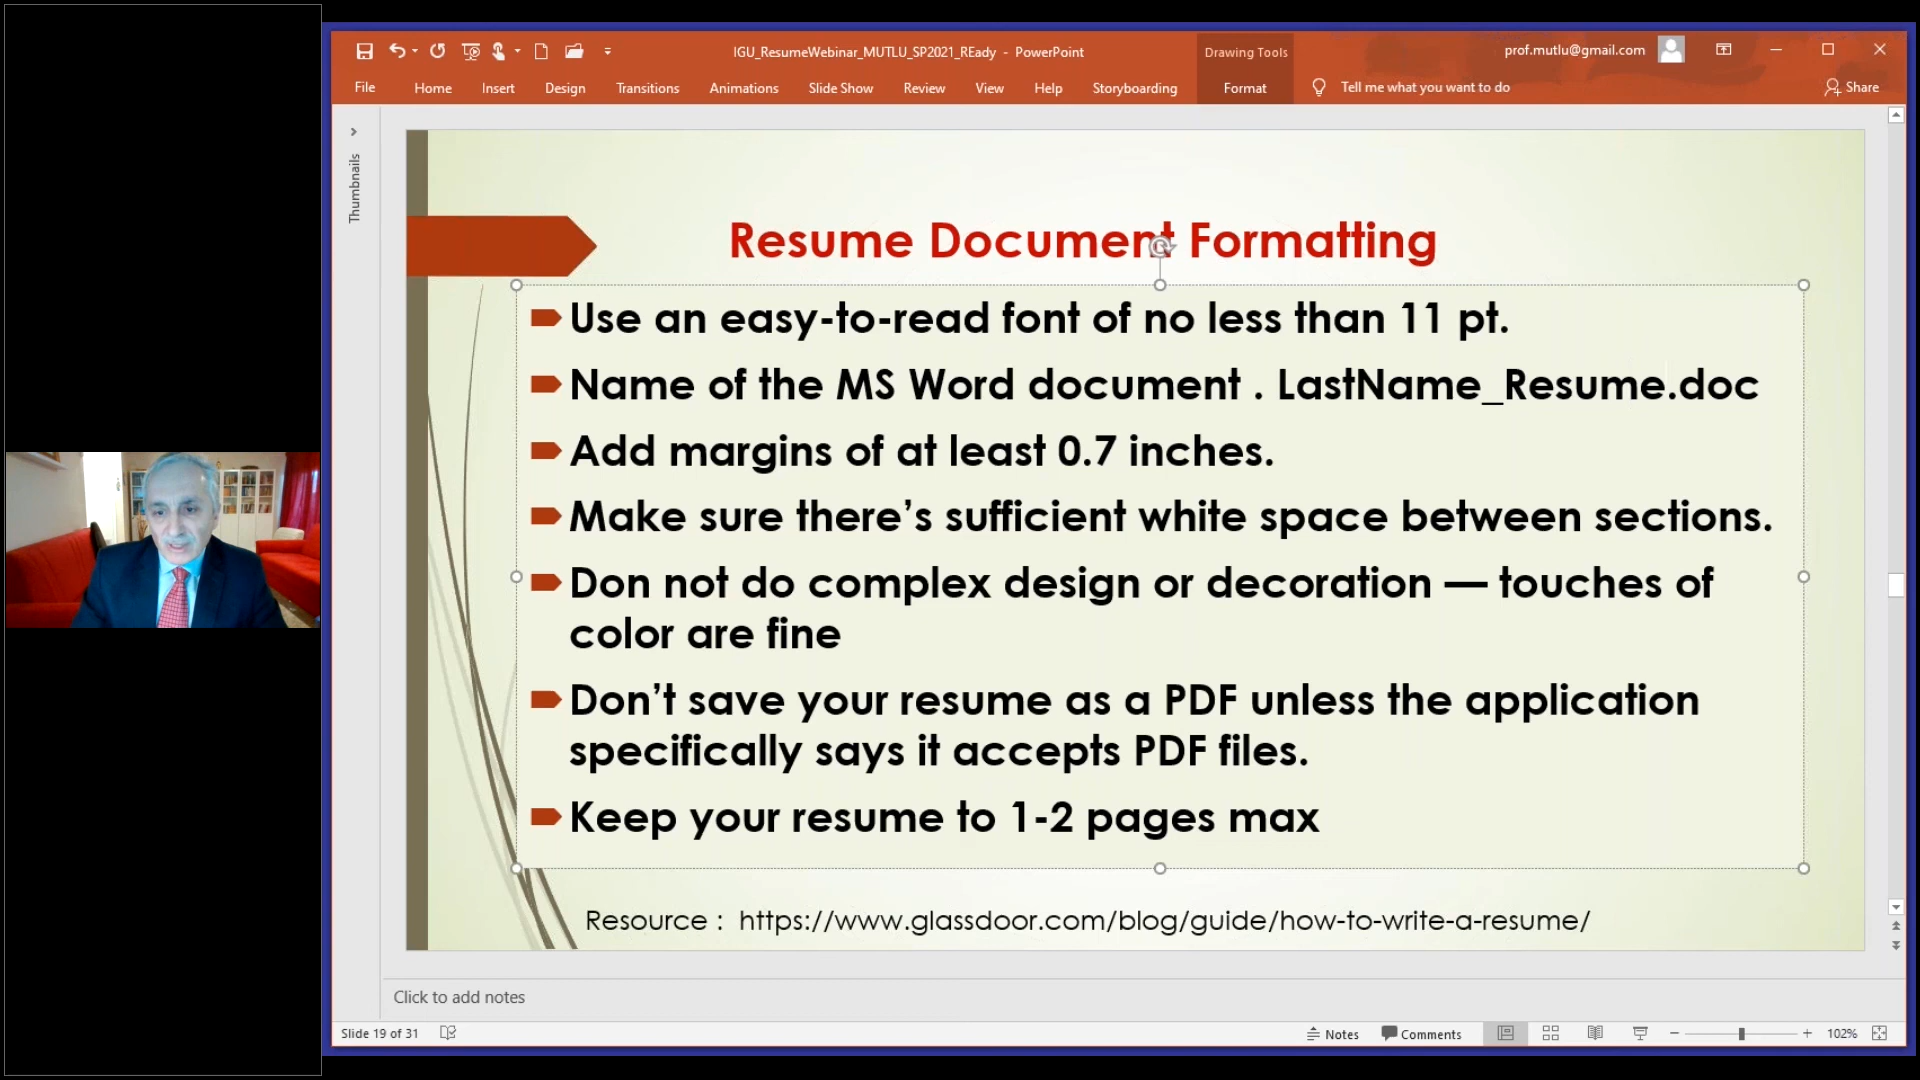 IGU_ResumeWebinar_MUTLU_SP2021_REady - PowerPoint
Drawing Tools
prof.mutlu@gmail.com
File
Home
Insert
Design
Transitions
Animations
Slide Show
Review
View
Help
Storyboarding
Format
Tell me what you want to do
Share
Thumbnails
Resume Document Formatting
Use an easy-to-read font of no less than 11 pt.
Name of the MS Word document . LastName_Resume.doc
Add margins of at least 0.7 inches.
Make sure there’s sufficient white space between sections.
Don not do complex design or decoration — touches of
color are fine
Don’t save your resume as a PDF unless the application
specifically says it accepts PDF files.
Keep your resume to 1-2 pages max
Resource : https://www.glassdoor.com/blog/guide/how-to-write-a-resume/
Click to add notes
Slide 19 of 31
Notes
Comments
102%